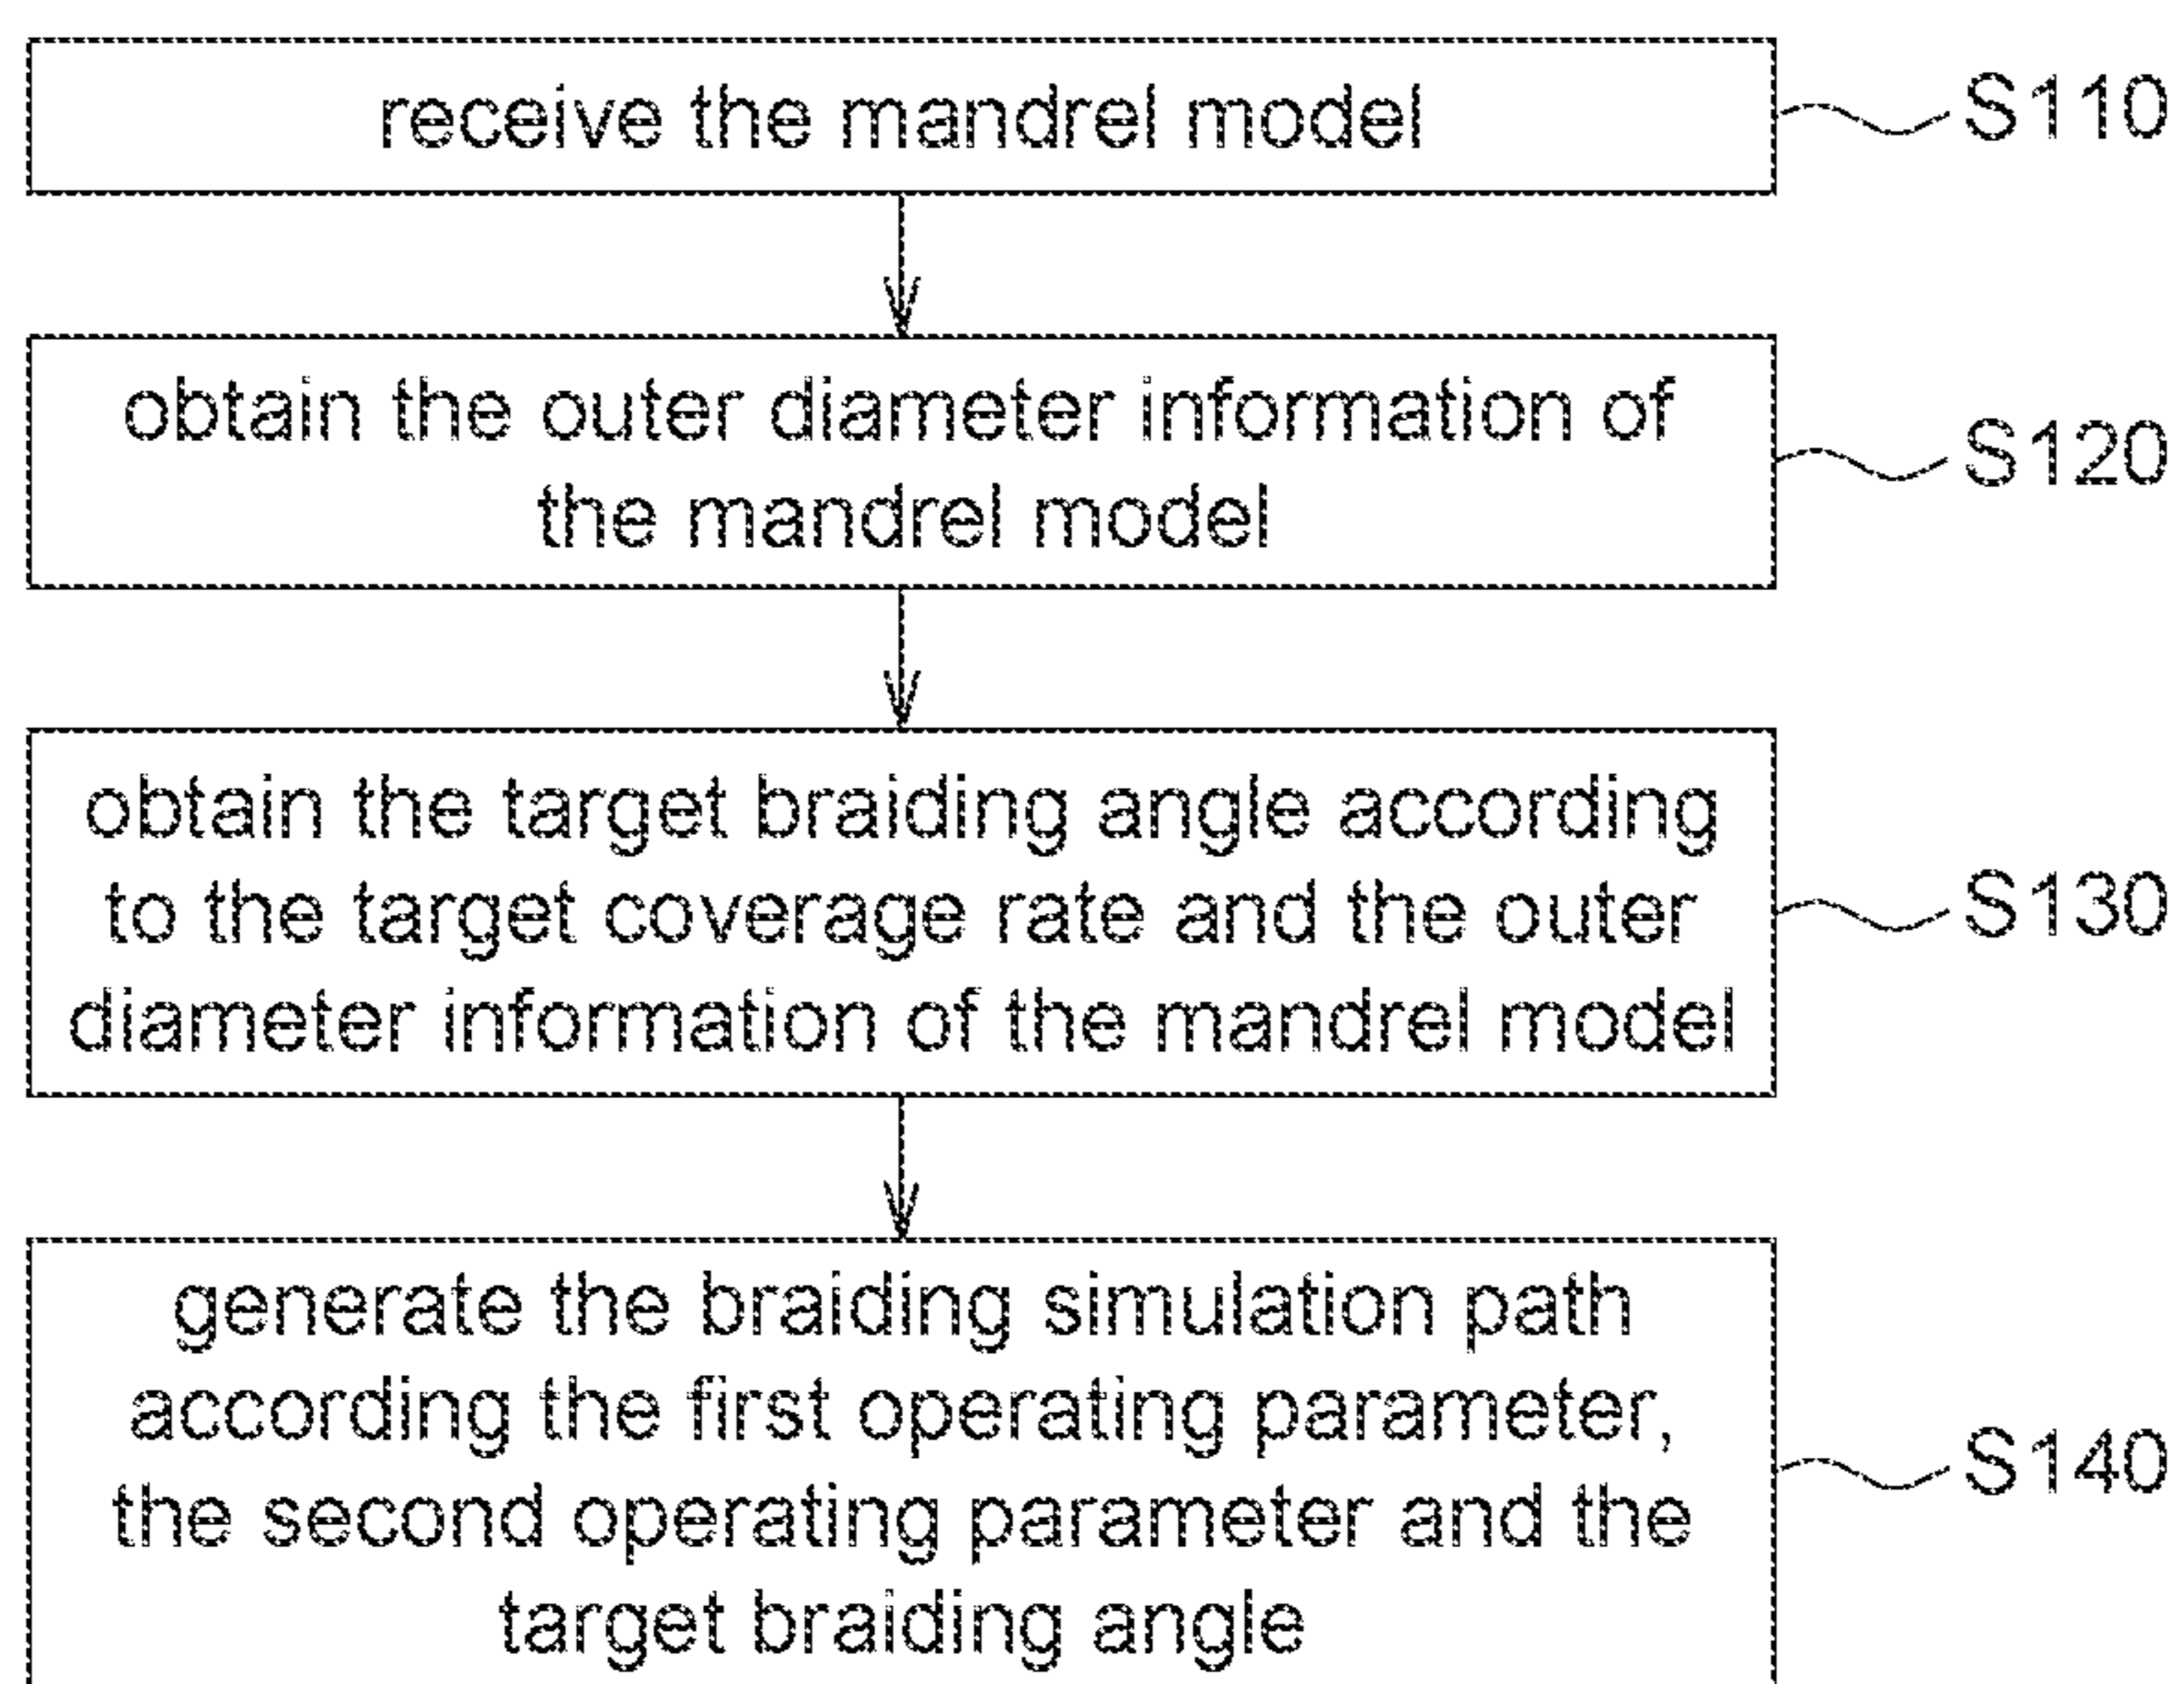 receive the mandrel model
S110
obtain the outer diameter information of
the mandrel model
S120
obtain the target braiding angle according
to the target coverage rate and the outer
diameter information of the mandrel model
S130
generate the braiding simulation path
according the first operating parameter,
the second operating parameter and the
target braiding angle
S140